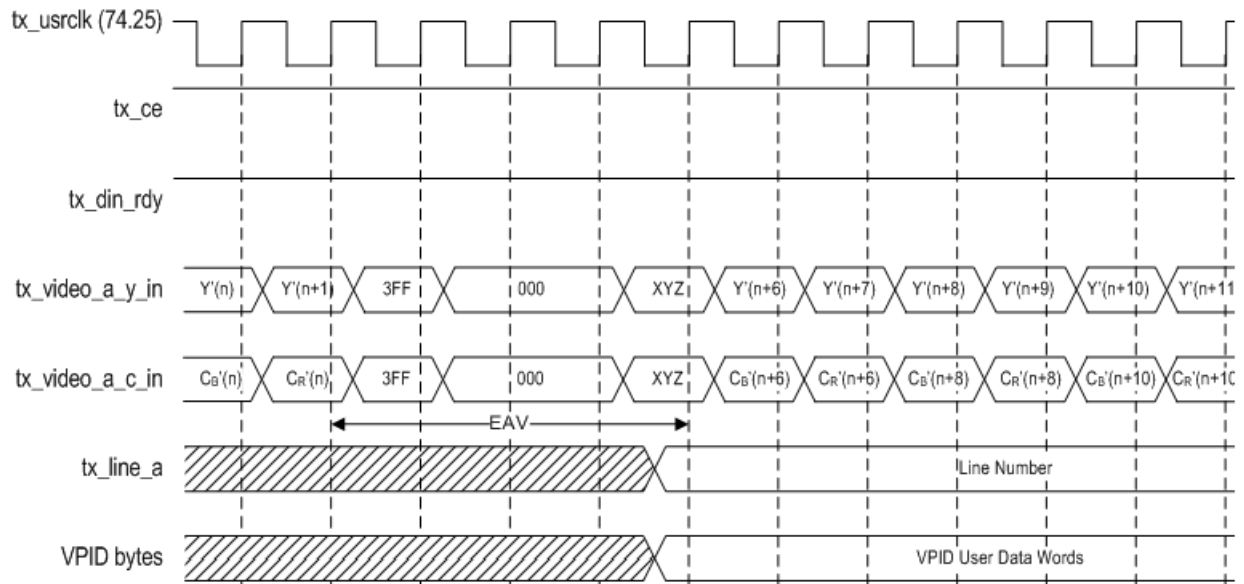 tx_usrclk (74.25)
tx_ce
tx_din_rdy
tx_video_a_y_in Y'(n) Y'(n+1) 3FF 000 XYZ Y'(n+6) Y'(n+7) Y'(n+8) Y'(n+9) Y'(n+10) Y'(n+11
tx_video_a_c_in CB'(n) CR'(n) 3FF 000 XYZ CB'(n+6) CR'(n+6) CB'(n+8) CR'(n+8) CB'(n+10) CR'(n+10
EAV
tx_line_a Line Number
VPID bytes VPID User Data Words